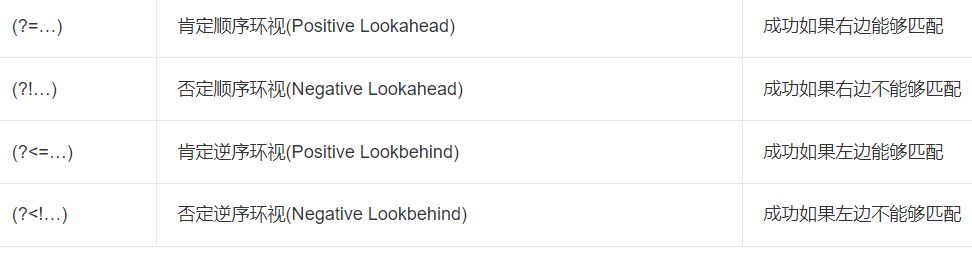 (?=…) 肯定顺序环视(Positive Lookahead) 成功如果右边能够匹配
(?!…) 否定顺序环视(Negative Lookahead) 成功如果右边不能够匹配
(?<=…) 肯定逆序环视(Positive Lookbehind) 成功如果左边能够匹配
(?<!…) 否定逆序环视(Negative Lookbehind) 成功如果左边不能够匹配